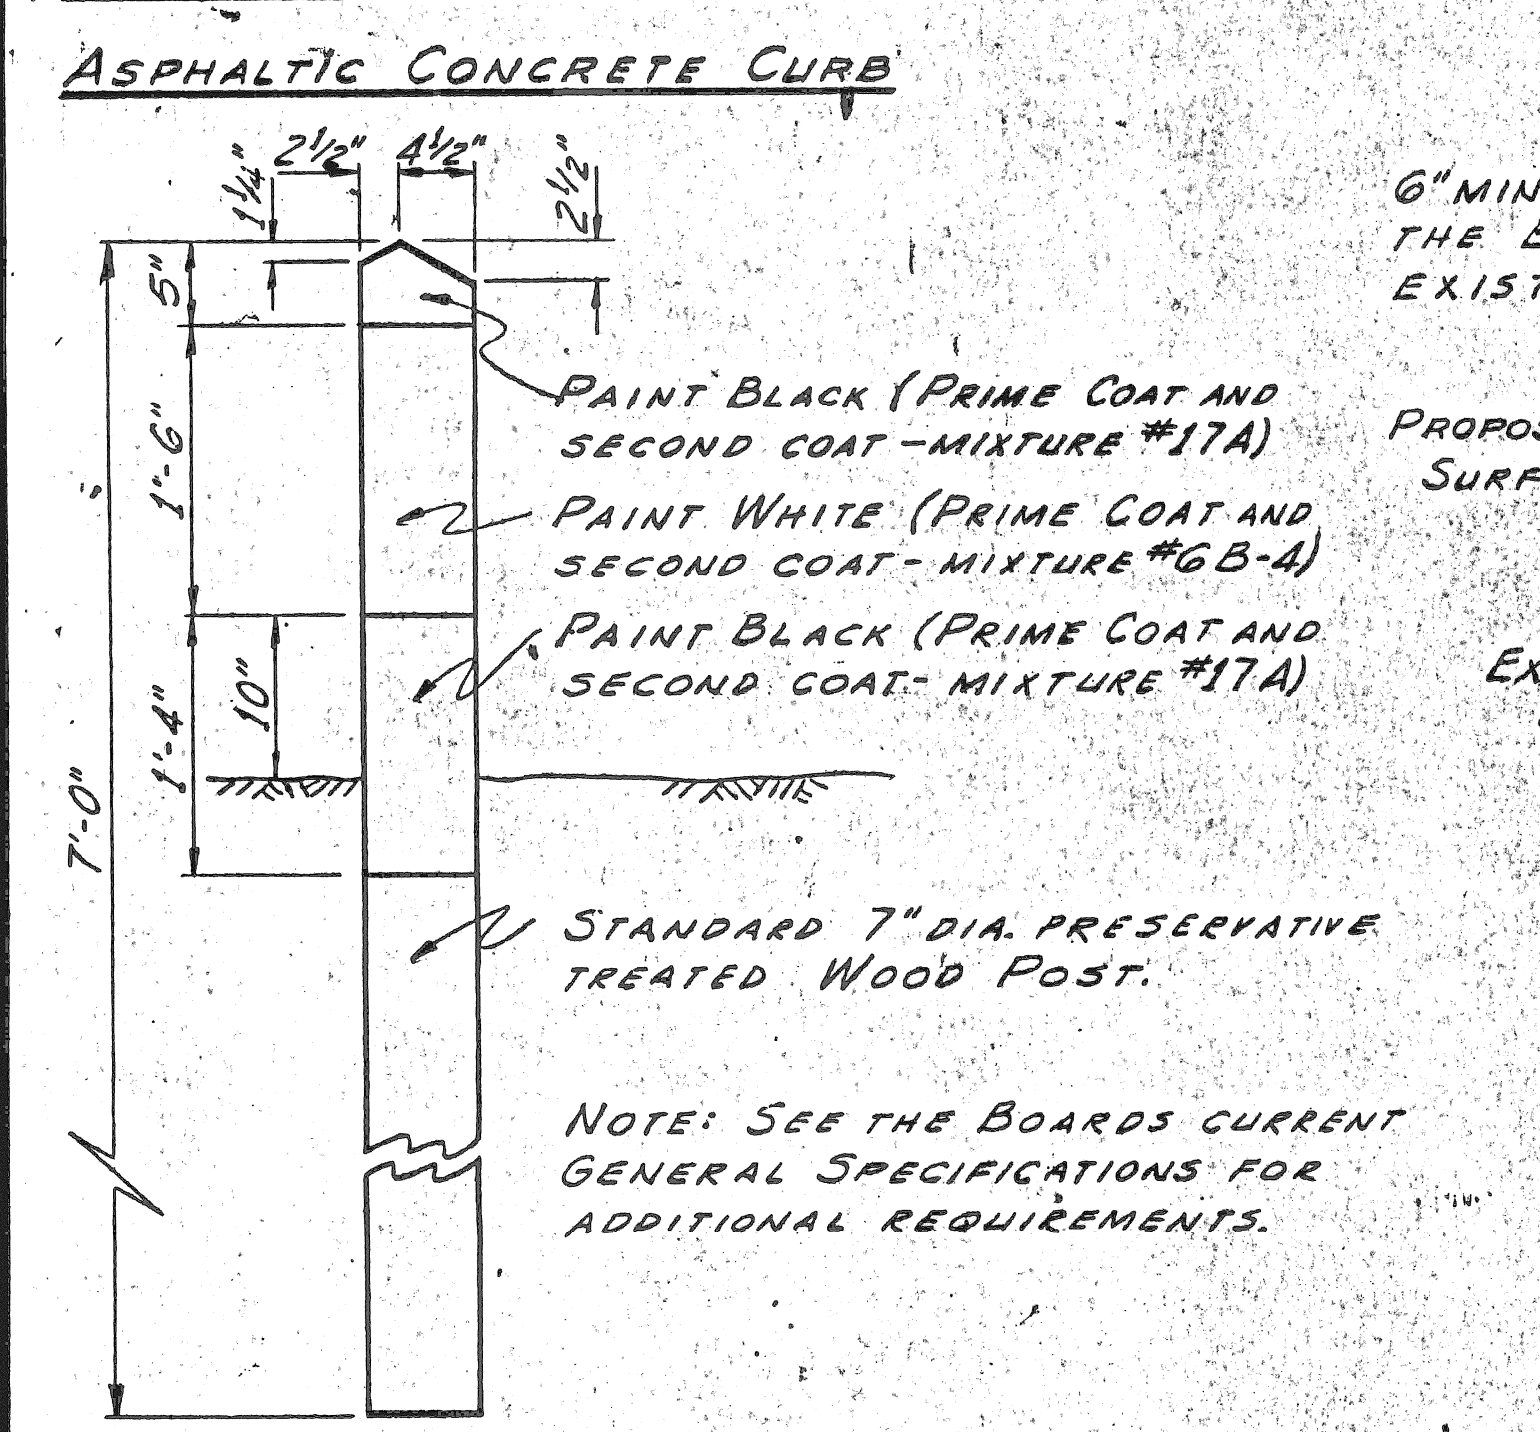 ASPHALTIC CONCRETE CURB
2½" 4½"
1¼"
2½"
5"
1'-6"
1'-4"
10"
7'-0"
PAINT BLACK (PRIME COAT AND
SECOND COAT - MIXTURE #17A)
PAINT WHITE (PRIME COAT AND
SECOND COAT - MIXTURE #6B-4)
PAINT BLACK (PRIME COAT AND
SECOND COAT - MIXTURE #17A)
STANDARD 7" DIA. PRESERVATIVE
TREATED WOOD POST.
NOTE: SEE THE BOARDS CURRENT
GENERAL SPECIFICATIONS FOR
ADDITIONAL REQUIREMENTS.
6" MIN
THE
EXIST
PROPOS
SURF
EX